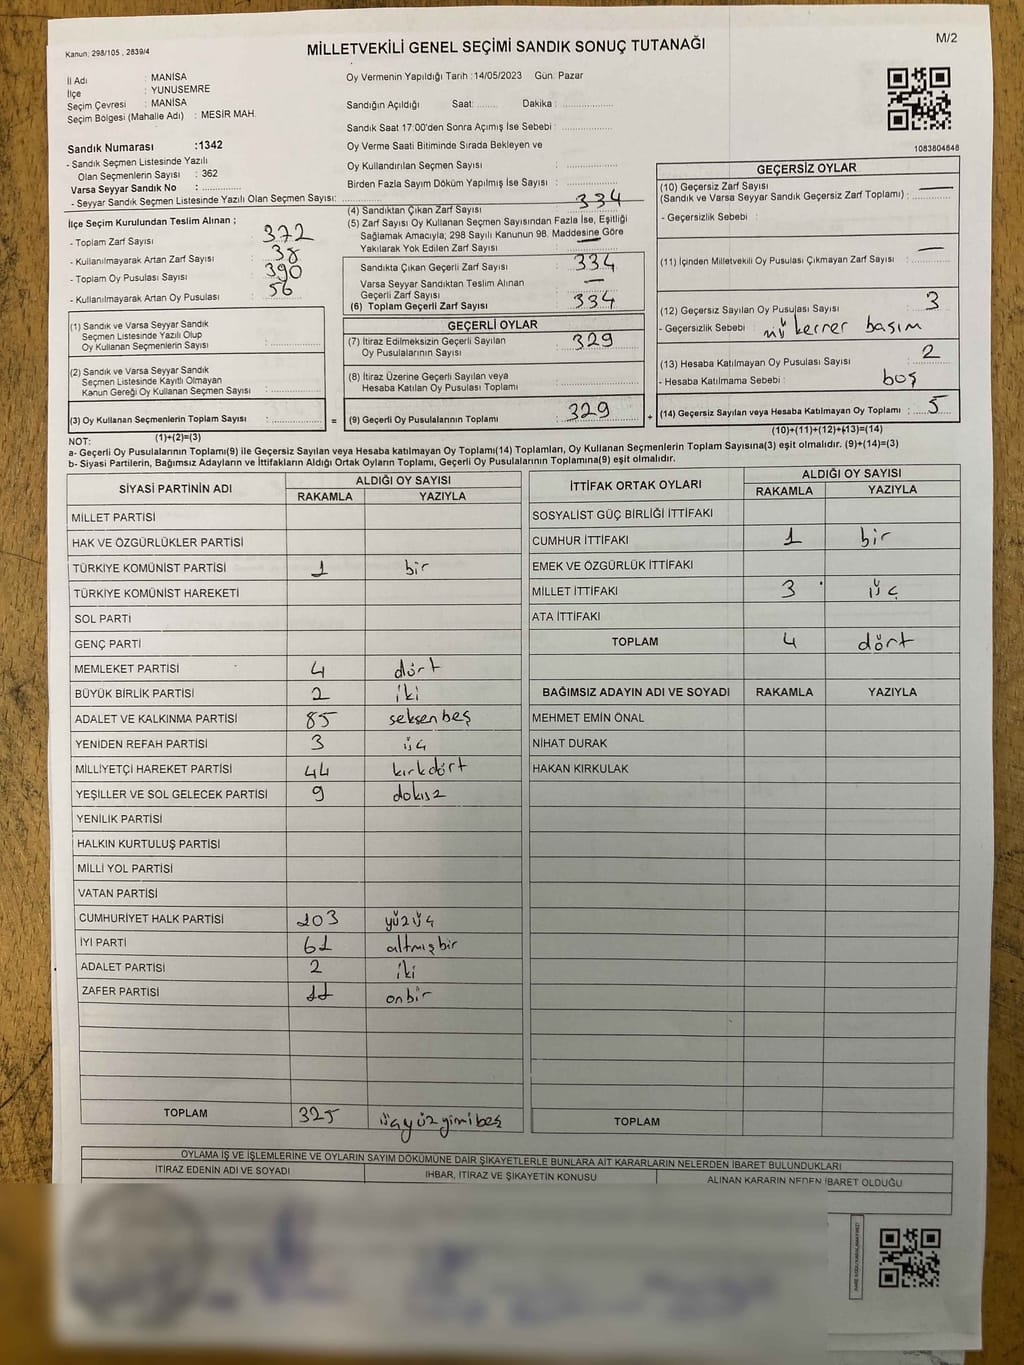 Kanun: 298/105 , 2839/4
MİLLETVEKİLİ GENEL SEÇİMİ SANDIK SONUÇ TUTANAĞI
M/2
İl Adı : MANİSA
İlçe : YUNUSEMRE
Seçim Çevresi : MANİSA
Seçim Bölgesi (Mahalle Adı) : MESİR MAH.
Sandık Numarası :1342
- Sandık Seçmen Listesinde Yazılı
Olan Seçmenlerin Sayısı : 362
Varsa Seyyar Sandık No : ..............
- Seyyar Sandık Seçmen Listesinde Yazılı Olan Seçmen Sayısı: ..............
Oy Vermenin Yapıldığı Tarih :14/05/2023 Gün: Pazar
Sandığın Açıldığı Saat: ........ Dakika : ..................
Sandık Saat 17:00'den Sonra Açımış İse Sebebi : ..................
Oy Verme Saati Bitiminde Sırada Bekleyen ve
Oy Kullandırılan Seçmen Sayısı : ..................
Birden Fazla Sayım Döküm Yapılmış İse Sayısı : ..................
1083804848
İlçe Seçim Kurulundan Teslim Alınan ;
- Toplam Zarf Sayısı : 372
- Kullanılmayarak Artan Zarf Sayısı : 38
- Toplam Oy Pusulası Sayısı : 390
- Kullanılmayarak Artan Oy Pusulası : 56
(1) Sandık ve Varsa Seyyar Sandık
Seçmen Listesinde Yazılı Olup
Oy Kullanan Seçmenlerin Sayısı : ..............
(2) Sandık ve Varsa Seyyar Sandık
Seçmen Listesinde Kayıtlı Olmayan
Kanun Gereği Oy Kullanan Seçmen Sayısı : ..............
(3) Oy Kullanan Seçmenlerin Toplam Sayısı : .............. =
(1)+(2)=(3)
(4) Sandıktan Çıkan Zarf Sayısı : 334
(5) Zarf Sayısı Oy Kullanan Seçmen Sayısından Fazla İse, Eşitliği
Sağlamak Amacıyla; 298 Sayılı Kanunun 98. Maddesine Göre
Yakılarak Yok Edilen Zarf Sayısı : —
Sandıkta Çıkan Geçerli Zarf Sayısı : 334
Varsa Seyyar Sandıktan Teslim Alınan
Geçerli Zarf Sayısı : —
(6) Toplam Geçerli Zarf Sayısı : 334
GEÇERLİ OYLAR
(7) İtiraz Edilmeksizin Geçerli Sayılan
Oy Pusulalarının Sayısı : 329
(8) İtiraz Üzerine Geçerli Sayılan veya
Hesaba Katılan Oy Pusulası Toplamı : ..................
(9) Geçerli Oy Pusulalarının Toplamı : 329 +
GEÇERSİZ OYLAR
(10) Geçersiz Zarf Sayısı —
(Sandık ve Varsa Seyyar Sandık Geçersiz Zarf Toplamı) : ..............
- Geçersizlik Sebebi :
(11) İçinden Milletvekili Oy Pusulası Çıkmayan Zarf Sayısı : —
(12) Geçersiz Sayılan Oy Pusulası Sayısı : 3
- Geçersizlik Sebebi : mükerrer basım
(13) Hesaba Katılmayan Oy Pusulası Sayısı : 2
- Hesaba Katılmama Sebebi : boş
(14) Geçersiz Sayılan veya Hesaba Katılmayan Oy Toplamı : 5
(10)+(11)+(12)+(13)=(14)
NOT:
a- Geçerli Oy Pusulalarının Toplamı(9) ile Geçersiz Sayılan veya Hesaba katılmayan Oy Toplamı(14) Toplamları, Oy Kullanan Seçmenlerin Toplam Sayısına(3) eşit olmalıdır. (9)+(14)=(3)
b- Siyasi Partilerin, Bağımsız Adayların ve İttifakların Aldığı Ortak Oyların Toplamı, Geçerli Oy Pusulalarının Toplamına(9) eşit olmalıdır.
SİYASİ PARTİNİN ADI ALDIĞI OY SAYISI
RAKAMLA YAZIYLA
MİLLET PARTİSİ
HAK VE ÖZGÜRLÜKLER PARTİSİ
TÜRKİYE KOMÜNİST PARTİSİ 1 bir
TÜRKİYE KOMÜNİST HAREKETİ
SOL PARTİ
GENÇ PARTİ
MEMLEKET PARTİSİ 4 dört
BÜYÜK BİRLİK PARTİSİ 2 iki
ADALET VE KALKINMA PARTİSİ 85 seksen beş
YENİDEN REFAH PARTİSİ 3 üç
MİLLİYETÇİ HAREKET PARTİSİ 44 kırkdört
YEŞİLLER VE SOL GELECEK PARTİSİ 9 dokuz
YENİLİK PARTİSİ
HALKIN KURTULUŞ PARTİSİ
MİLLİ YOL PARTİSİ
VATAN PARTİSİ
CUMHURİYET HALK PARTİSİ 103 yüzüç
İYİ PARTİ 61 altmışbir
ADALET PARTİSİ 2 iki
ZAFER PARTİSİ 11 onbir
TOPLAM 325 üçyüzyirmibeş
İTTİFAK ORTAK OYLARI ALDIĞI OY SAYISI
RAKAMLA YAZIYLA
SOSYALİST GÜÇ BİRLİĞİ İTTİFAKI
CUMHUR İTTİFAKI 1 bir
EMEK VE ÖZGÜRLÜK İTTİFAKI
MİLLET İTTİFAKI 3 üç
ATA İTTİFAKI
TOPLAM 4 dört
BAĞIMSIZ ADAYIN ADI VE SOYADI RAKAMLA YAZIYLA
MEHMET EMİN ÖNAL
NİHAT DURAK
HAKAN KIRKULAK
TOPLAM
OYLAMA İŞ VE İŞLEMLERİNE VE OYLARIN SAYIM DÖKÜMÜNE DAİR ŞİKAYETLERLE BUNLARA AİT KARARLARIN NELERDEN İBARET BULUNDUKLARI
İTİRAZ EDENİN ADI VE SOYADI İHBAR, İTİRAZ VE ŞİKAYETİN KONUSU ALINAN KARARIN NEDEN İBARET OLDUĞU